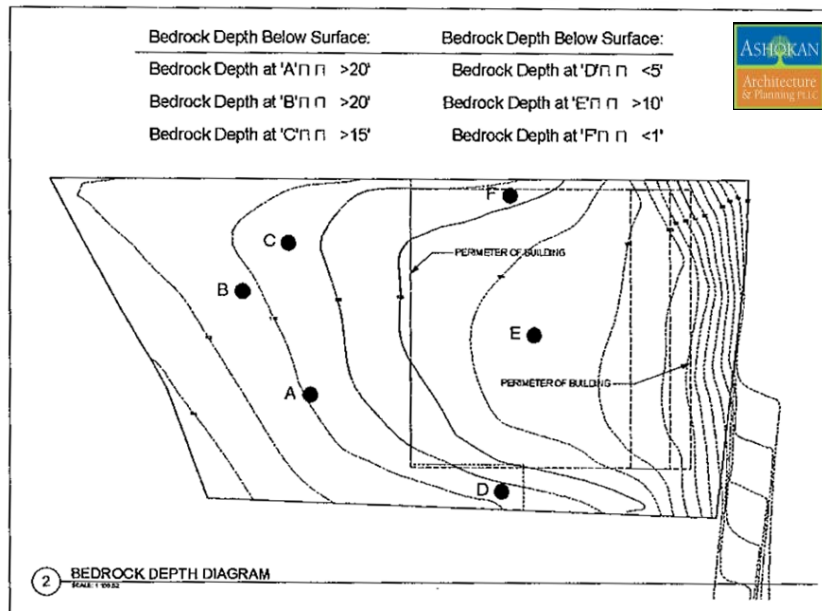 Bedrock Depth Below Surface:
Bedrock Depth at 'A'⊓ ⊓ >20'
Bedrock Depth at 'B'⊓ ⊓ >20'
Bedrock Depth at 'C'⊓ ⊓ >15'
Bedrock Depth Below Surface:
Bedrock Depth at 'D'⊓ ⊓ <5'
Bedrock Depth at 'E'⊓ ⊓ >10'
Bedrock Depth at 'F'⊓ ⊓ <1'
ASHOKAN
Architecture
& Planning PLLC
F
C
PERIMETER OF BUILDING
B
E
PERIMETER OF BUILDING
A
D
2 BEDROCK DEPTH DIAGRAM